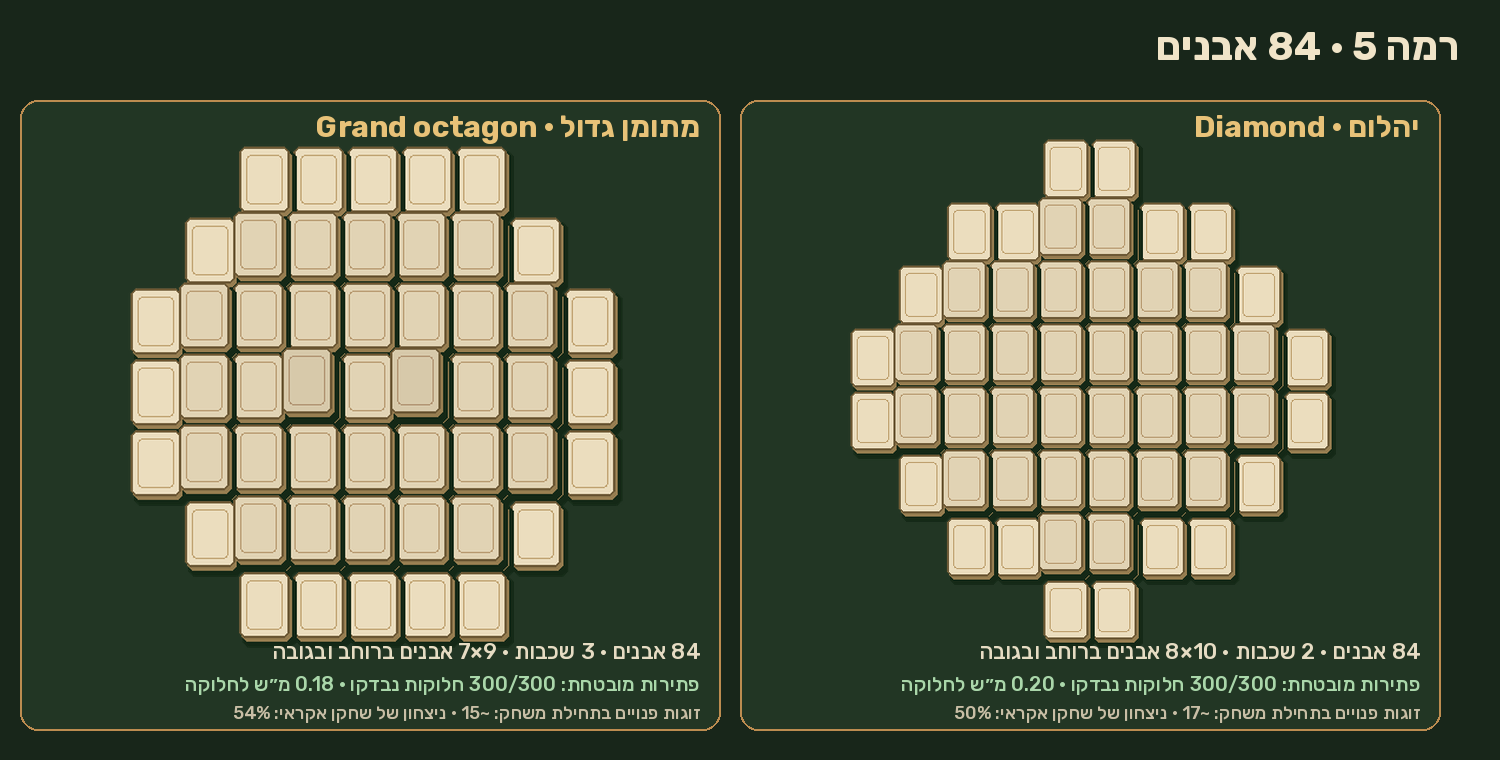 רמה 5 • 84 אבנים
יהלום • Diamond
84 אבנים • 2 שכבות • 10×8 אבנים ברוחב ובגובה
פתירות מובטחת: 300/300 חלוקות נבדקו • 0.20 מ״ש לחלוקה
זוגות פנויים בתחילת משחק: ~17 • ניצחון של שחקן אקראי: 50%
מתומן גדול • Grand octagon
84 אבנים • 3 שכבות • 9×7 אבנים ברוחב ובגובה
פתירות מובטחת: 300/300 חלוקות נבדקו • 0.18 מ״ש לחלוקה
זוגות פנויים בתחילת משחק: ~15 • ניצחון של שחקן אקראי: 54%